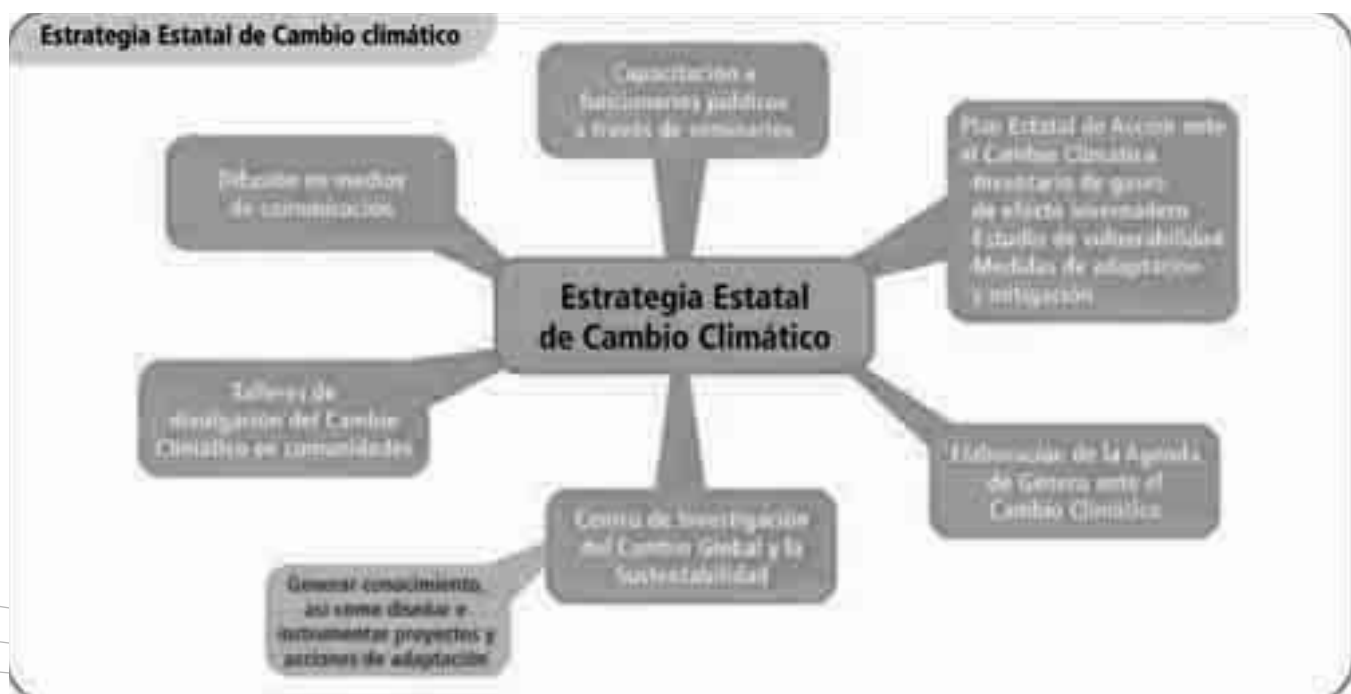 Estrategia Estatal de Cambio climático
Capacitación a
funcionarios públicos
a través de seminarios
Plan Estatal de Acción ante
el Cambio Climático
Inventario de gases
de efecto invernadero
Estudio de vulnerabilidad
Medidas de adaptación
y mitigación
Difusión en medios
de comunicación
Estrategia Estatal
de Cambio Climático
Talleres de
divulgación del Cambio
Climático en comunidades
Elaboración de la Agenda
de Género ante el
Cambio Climático
Centro de Investigación
del Cambio Global y la
Sustentabilidad
Generar conocimiento,
así como diseñar e
instrumentar proyectos y
acciones de adaptación